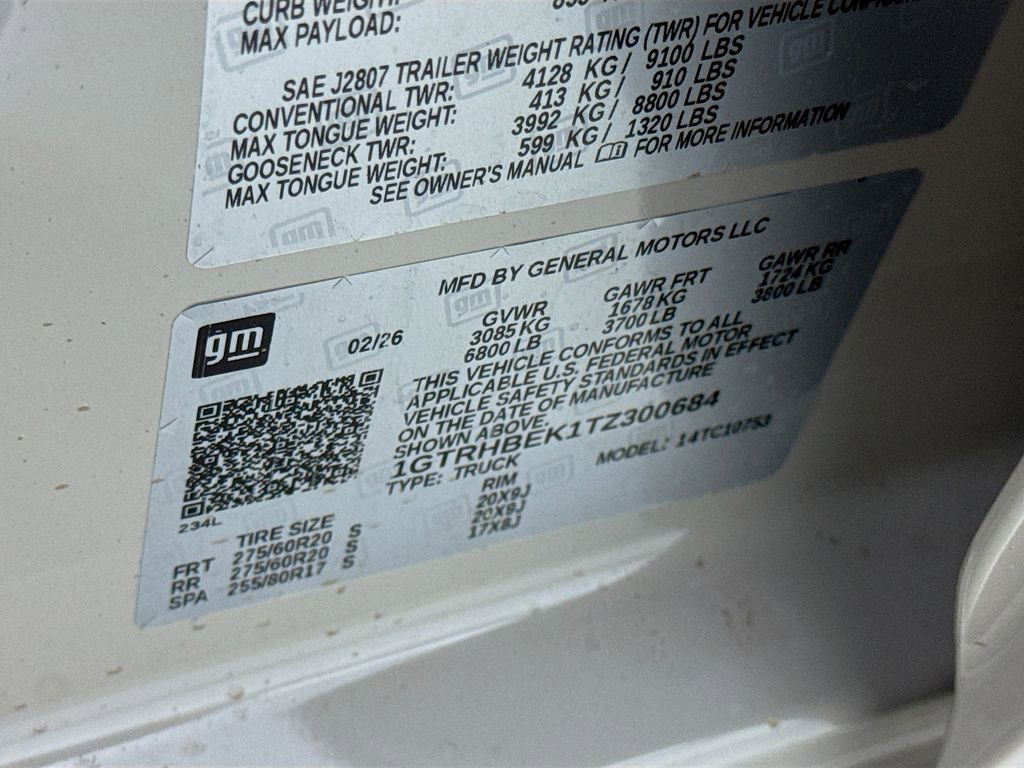 CURB WEIGHT:
MAX PAYLOAD:
SAE J2807 TRAILER WEIGHT RATING (TWR) FOR VEHICLE
CONVENTIONAL TWR: 4128 KG/ 9100 LBS
MAX TONGUE WEIGHT: 413 KG/ 910 LBS
GOOSENECK TWR: 3992 KG/ 8800 LBS
MAX TONGUE WEIGHT: 599 KG/ 1320 LBS
SEE OWNER'S MANUAL FOR MORE INFORMATION
gm
MFD BY GENERAL MOTORS LLC
02/26
GVWR GAWR FRT GAWR RR
3085 KG 1678 KG 1724 KG
6800 LB 3700 LB 3800 LB
THIS VEHICLE CONFORMS TO ALL
APPLICABLE U.S. FEDERAL MOTOR
VEHICLE SAFETY STANDARDS IN EFFECT
ON THE DATE OF MANUFACTURE
SHOWN ABOVE.
1GTRHBEK1TZ300684
TYPE: TRUCK MODEL: 14TC10753
234L
TIRE SIZE RIM
FRT 275/60R20 S 20X9J
RR 275/60R20 S 20X9J
SPA 255/80R17 S 17X8J